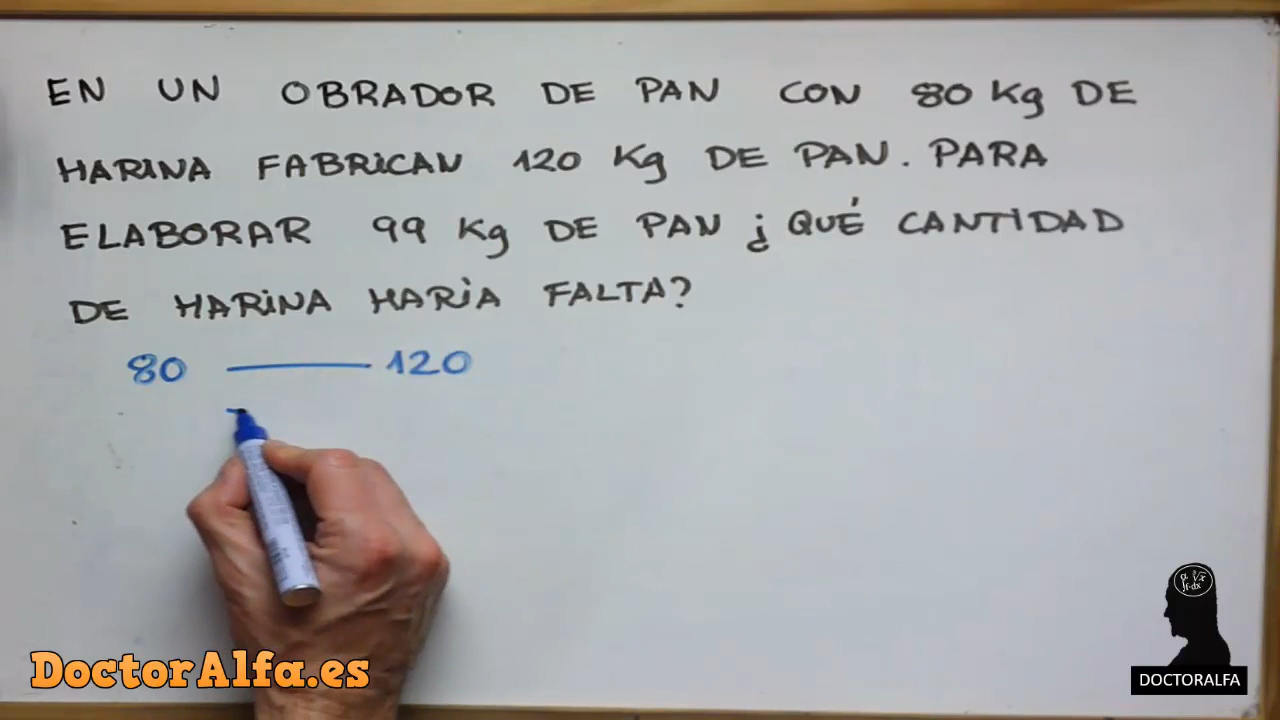 EN UN OBRADOR DE PAN CON 80 Kg DE
HARINA FABRICAN 120 Kg DE PAN. PARA
ELABORAR 99 Kg DE PAN ¿QUÉ CANTIDAD
DE HARINA HARÍA FALTA?
80 — 120
DoctorAlfa.es
DOCTORALFA